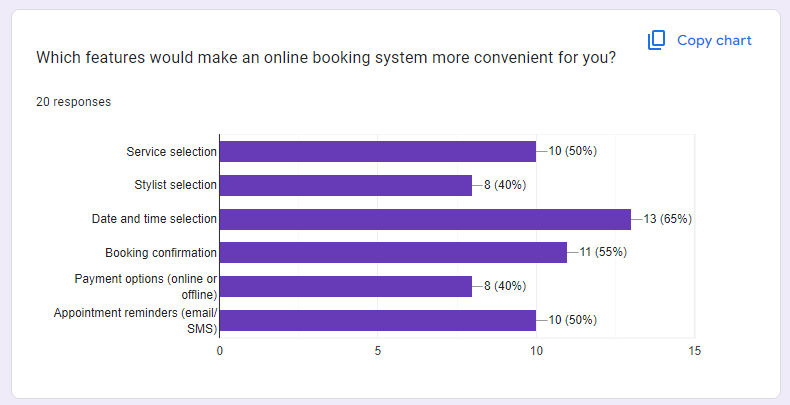 Copy chart
Which features would make an online booking system more convenient for you?
20 responses
Service selection 10 (50%)
Stylist selection 8 (40%)
Date and time selection 13 (65%)
Booking confirmation 11 (55%)
Payment options (online or
offline) 8 (40%)
Appointment reminders (email/
SMS) 10 (50%)
0 5 10 15